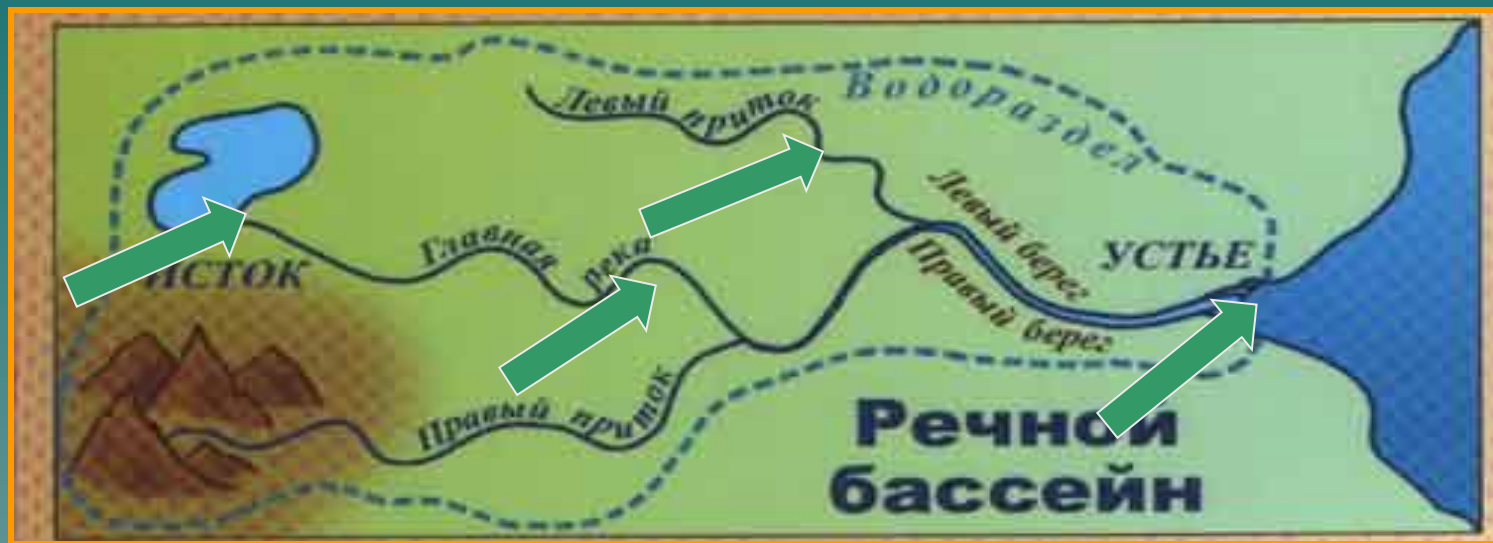 Левый приток
Водораздел
Главная река
ИСТОК
Левый берег
Правый берег
УСТЬЕ
Правый приток
Речной
бассейн